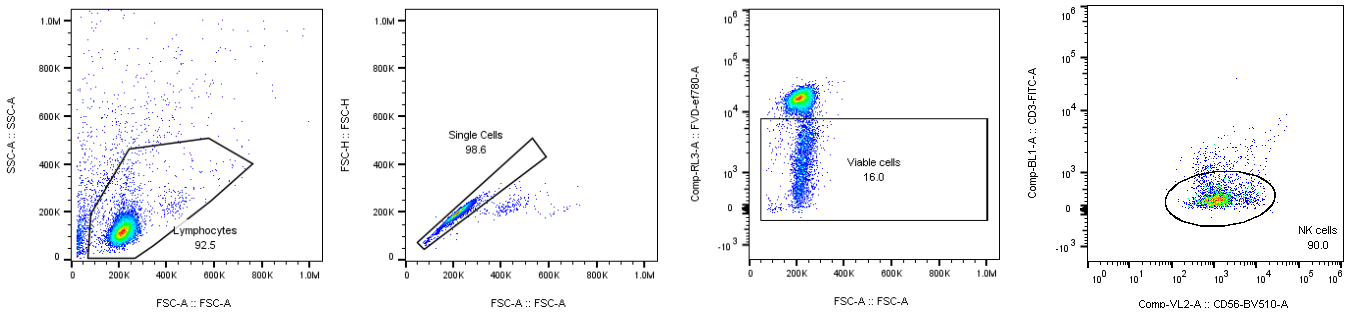 SSC-A :: SSC-A
1.0M
800K
600K
400K
200K
0
Lymphocytes
92.5
0 200K 400K 600K 800K 1.0M
FSC-A :: FSC-A
FSC-H :: FSC-H
1.0M
800K
600K
400K
200K
0
Single Cells
98.6
0 200K 400K 600K 800K 1.0M
FSC-A :: FSC-A
Comp-RL3-A :: FVD-ef780-A
10^6
10^5
10^4
10^3
0
-10^3
Viable cells
16.0
0 200K 400K 600K 800K 1.0M
FSC-A :: FSC-A
Comp-BL1-A :: CD3-FITC-A
10^6
10^5
10^4
10^3
0
-10^3
NK cells
90.0
10^0 10^1 10^2 10^3 10^4 10^5 10^6
Comp-VL2-A :: CD56-BV510-A